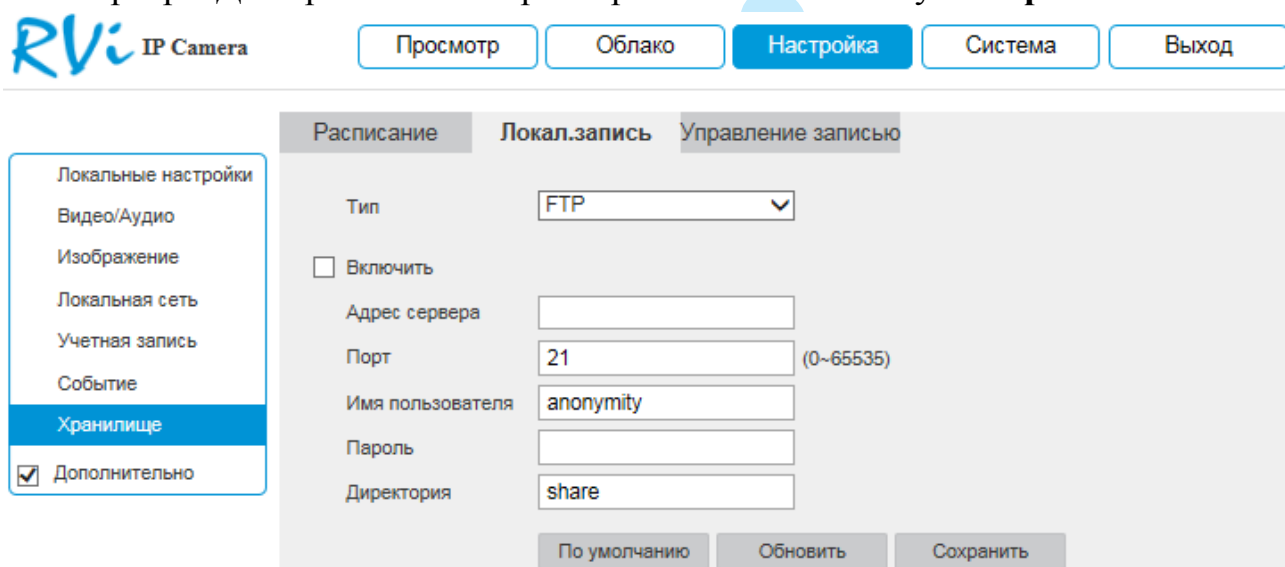 RVi IP Camera
Просмотр Облако Настройка Система Выход
Расписание Локал.запись Управление записью
Локальные настройки
Видео/Аудио
Изображение
Локальная сеть
Учетная запись
Событие
Хранилище
Дополнительно
Тип FTP
Включить
Адрес сервера
Порт 21 (0~65535)
Имя пользователя anonymity
Пароль
Директория share
По умолчанию Обновить Сохранить